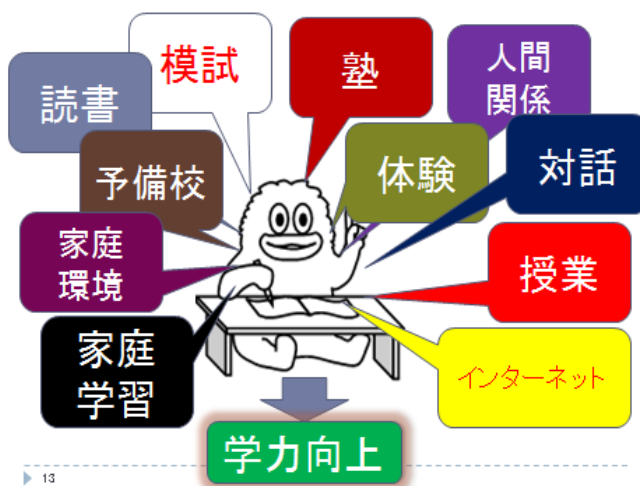 模試
塾
人間
関係
読書
予備校
体験
対話
家庭
環境
授業
家庭
学習
インターネット
学力向上
13